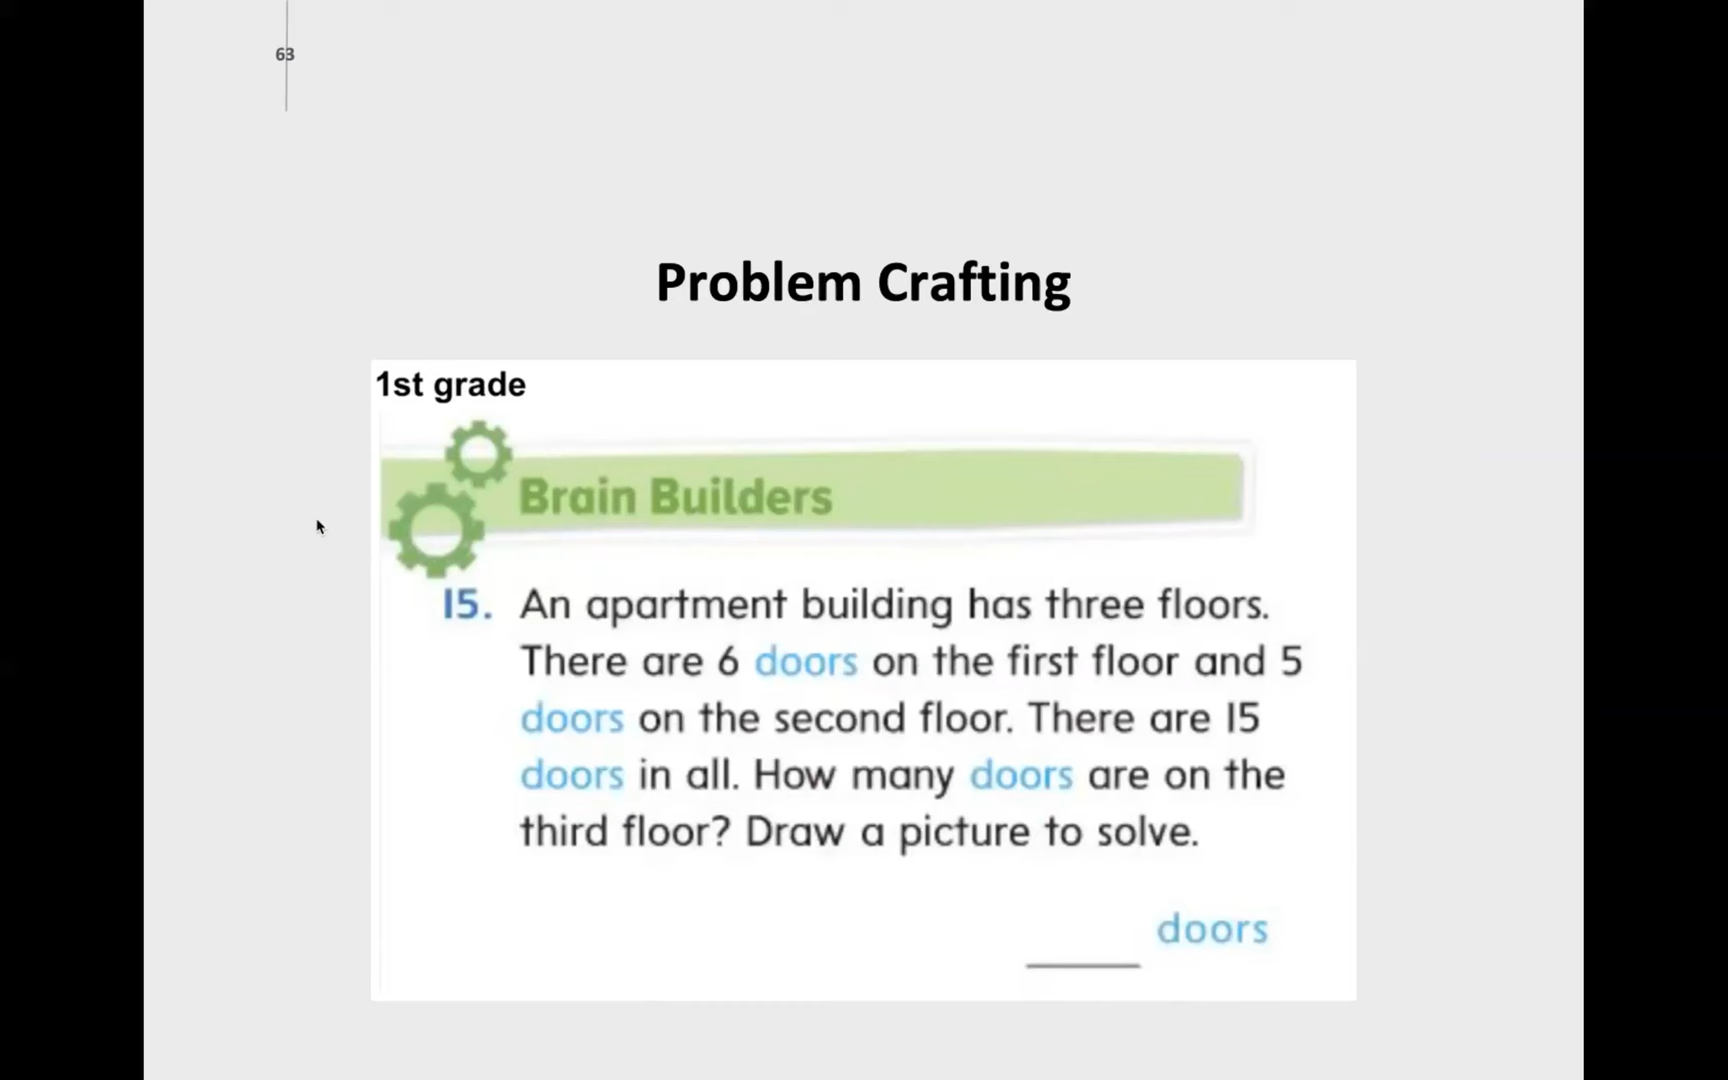 63
Problem Crafting
1st grade
Brain Builders
15. An apartment building has three floors.
There are 6 doors on the first floor and 5
doors on the second floor. There are 15
doors in all. How many doors are on the
third floor? Draw a picture to solve.
doors